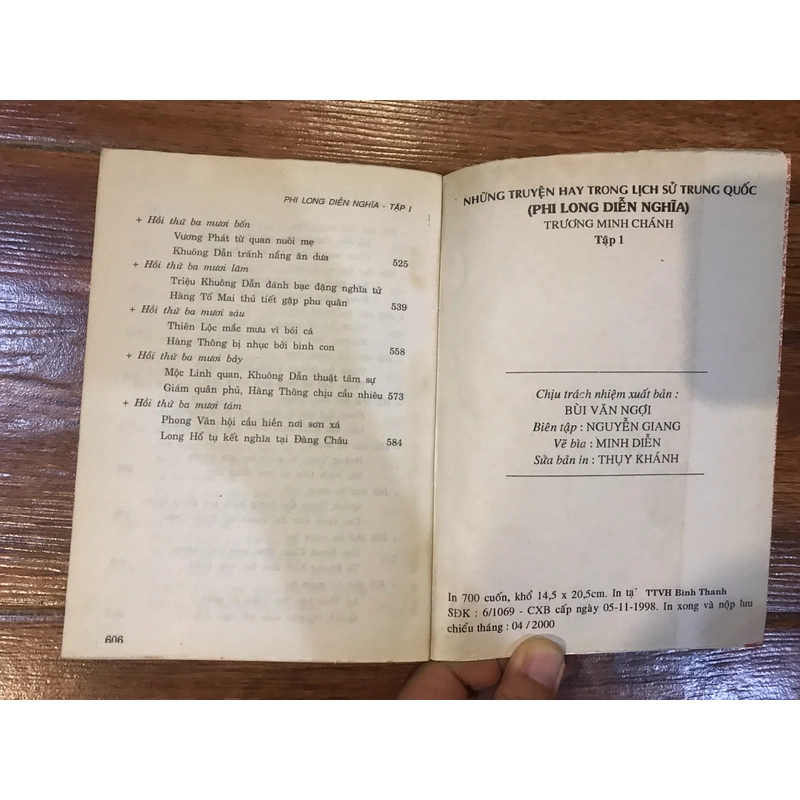 PHI LONG DIỄN NGHĨA - TẬP I
+ Hồi thứ ba mươi bốn
Vương Phát từ quan nuôi mẹ
Khuông Dẫn tránh nắng ăn dưa 525
+ Hồi thứ ba mươi lăm
Triệu Khuông Dẫn đánh bạc đặng nghĩa tử
Hàng Tố Mai thủ tiết gặp phu quân 539
+ Hồi thứ ba mươi sáu
Thiên Lộc mắc mưu vì bói cá
Hàng Thông bị nhục bởi binh con 558
+ Hồi thứ ba mươi bảy
Mộc Linh quan, Khuông Dẫn thuật tâm sự
Giám quân phủ, Hàng Thông chịu cầu nhiêu 573
+ Hồi thứ ba mươi tám
Phong Vân hội cầu hiền nơi sơn xá
Long Hổ tụ kết nghĩa tại Đàng Châu 584
606
NHỮNG TRUYỆN HAY TRONG LỊCH SỬ TRUNG QUỐC
(PHI LONG DIỄN NGHĨA)
TRƯƠNG MINH CHÁNH
Tập 1
Chịu trách nhiệm xuất bản :
BÙI VĂN NGỢI
Biên tập : NGUYỄN GIANG
Vẽ bìa : MINH DIỄN
Sửa bản in : THỤY KHÁNH
In 700 cuốn, khổ 14,5 x 20,5cm. In tạ' TTVH Bình Thanh
SĐK : 6/1069 - CXB cấp ngày 05-11-1998. In xong và nộp lưu
chiểu tháng : 04 / 2000